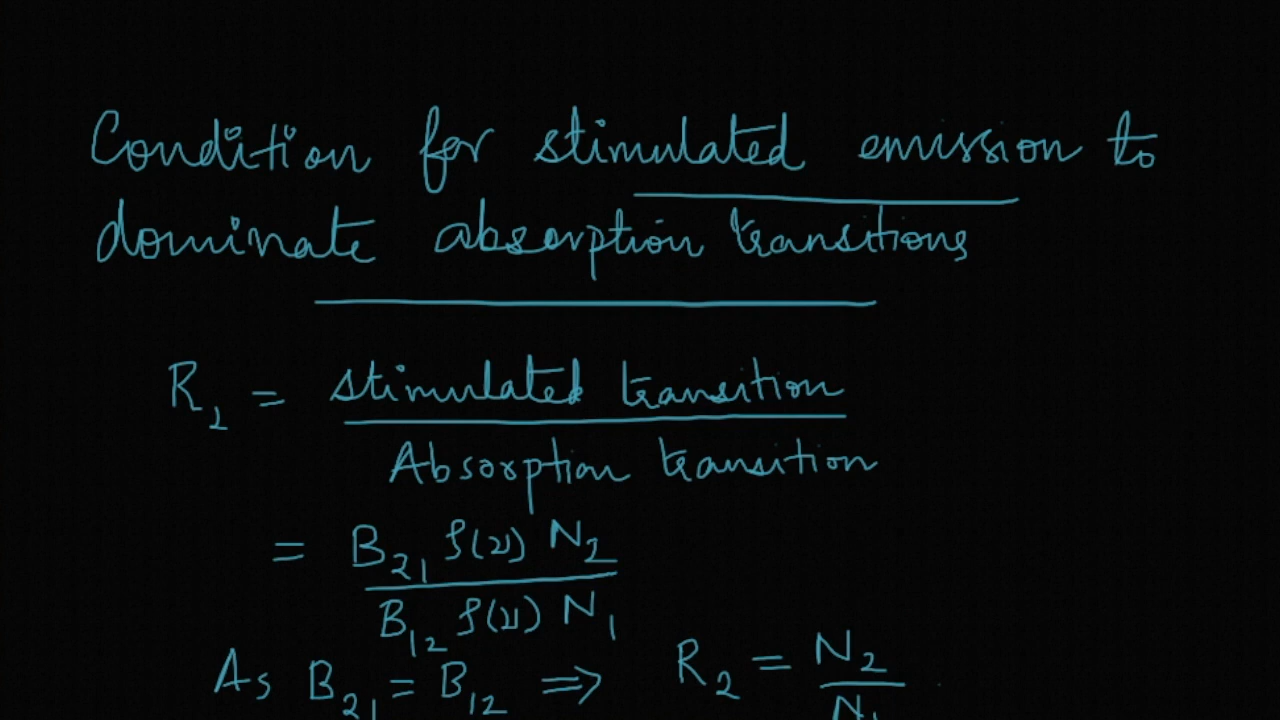 Condition for stimulated emission to
dominate absorption transitions
R₂ = stimulated transition
Absorption transition
= B₂₁ ρ(ν) N₂
B₁₂ ρ(ν) N₁
As B₂₁ = B₁₂ ⇒ R₂ = N₂
N₁